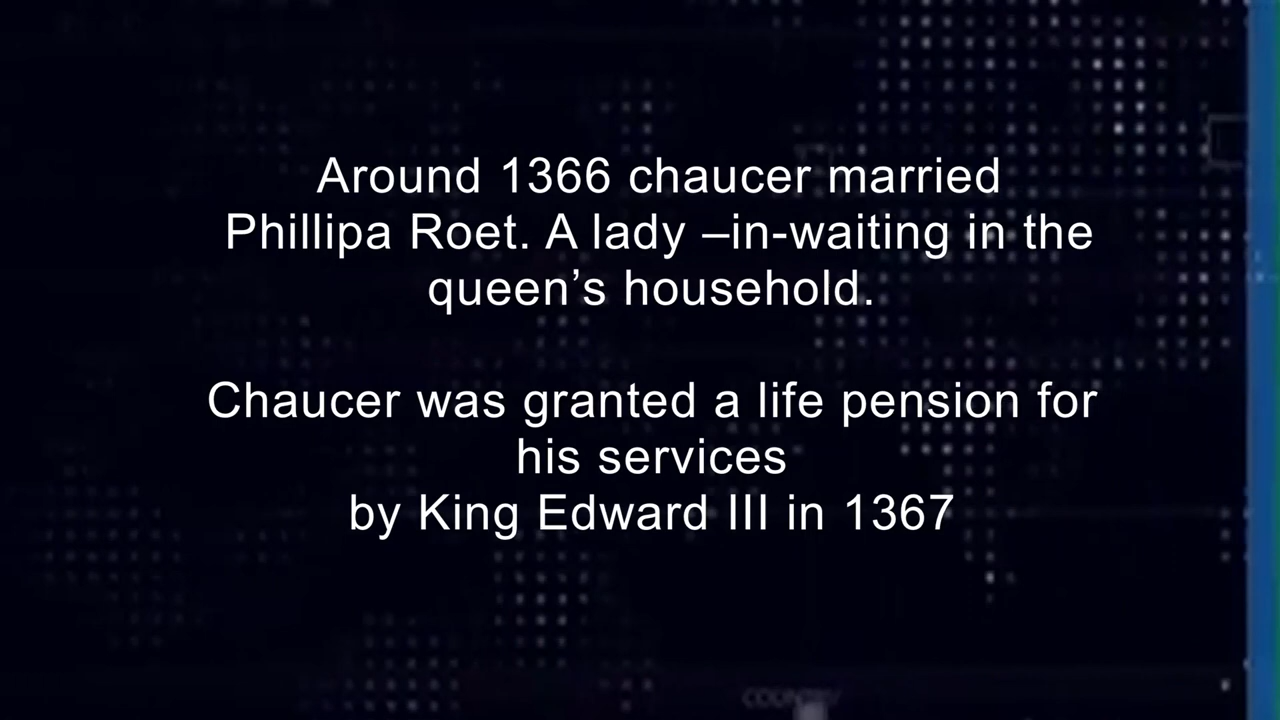 Around 1366 chaucer married
Phillipa Roet. A lady –in-waiting in the
queen’s household.
Chaucer was granted a life pension for
his services
by King Edward III in 1367
COUNTRY